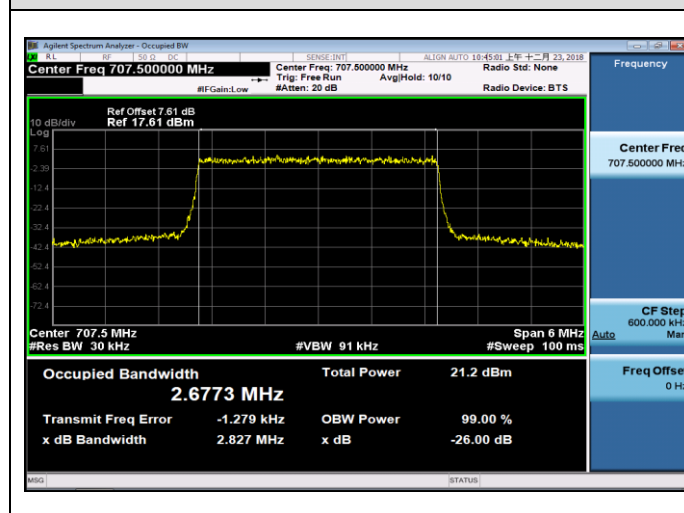 Agilent Spectrum Analyzer - Occupied BW
RL RF 50 Ω DC SENSE:INT ALIGN AUTO 10:45:01 上午 十二月 23, 2018
Center Freq 707.500000 MHz
Center Freq: 707.500000 MHz Radio Std: None
Trig: Free Run Avg|Hold: 10/10
#IFGain:Low #Atten: 20 dB Radio Device: BTS
Ref Offset 7.61 dB
10 dB/div Ref 17.61 dBm
Log
7.61
-2.39
-12.4
-22.4
-32.4
-42.4
-52.4
-62.4
-72.4
Center 707.5 MHz Span 6 MHz
#Res BW 30 kHz #VBW 91 kHz #Sweep 100 ms
Occupied Bandwidth Total Power 21.2 dBm
2.6773 MHz
Transmit Freq Error -1.279 kHz OBW Power 99.00 %
x dB Bandwidth 2.827 MHz x dB -26.00 dB
MSG STATUS
Frequency
Center Freq
707.500000 MHz
CF Step
600.000 kHz
Auto Man
Freq Offset
0 Hz